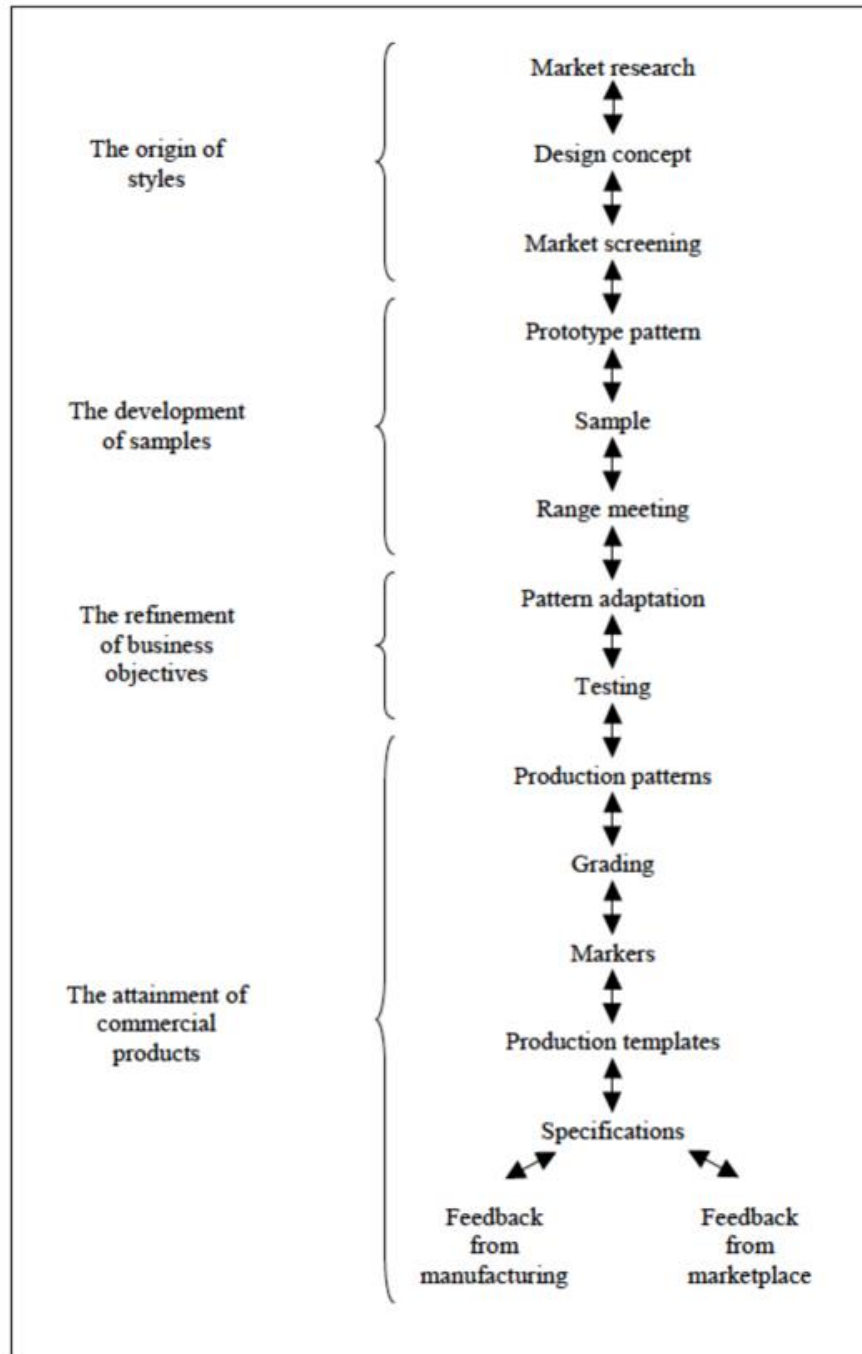 Market research
The origin of
styles
Design concept
Market screening
Prototype pattern
The development
of samples
Sample
Range meeting
Pattern adaptation
The refinement
of business
objectives
Testing
Production patterns
Grading
Markers
The attainment of
commercial
products
Production templates
Specifications
Feedback
from
manufacturing
Feedback
from
marketplace